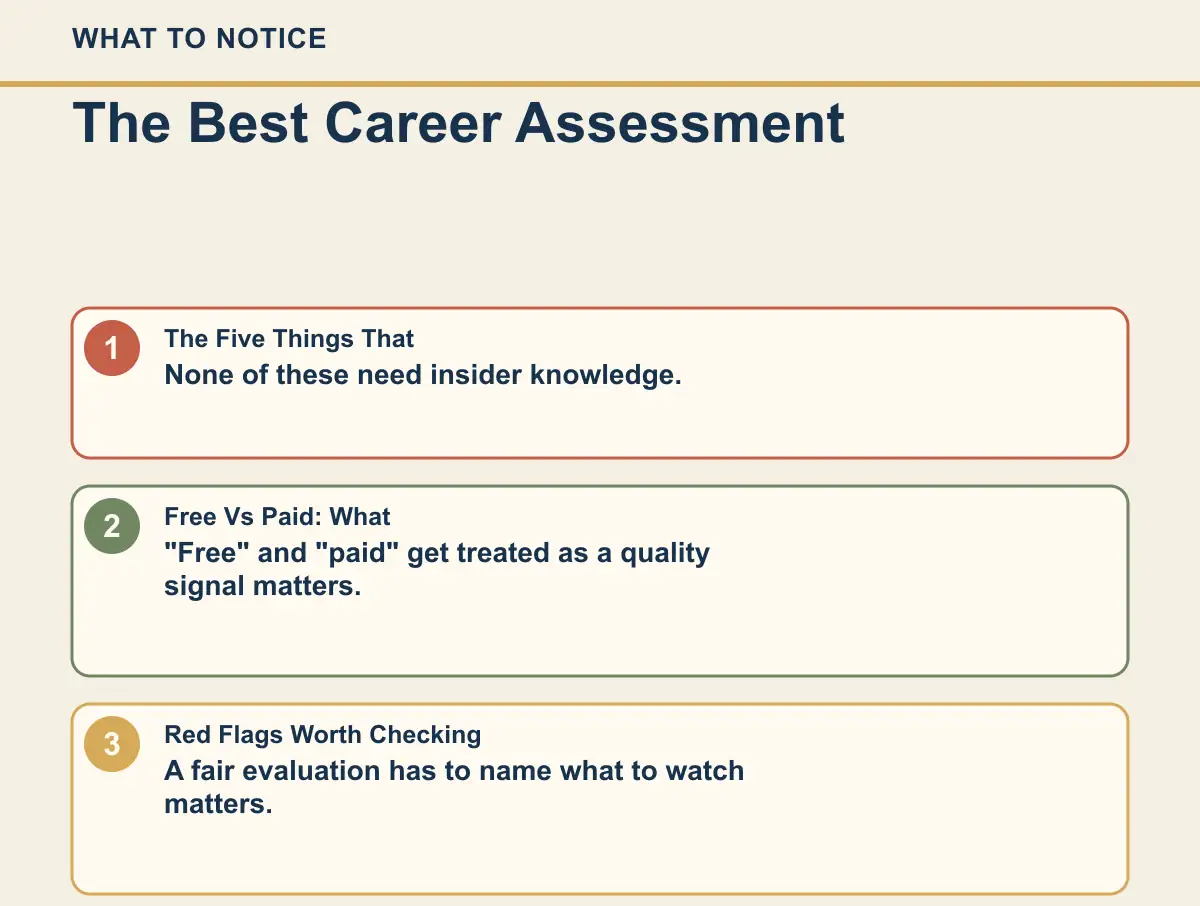 WHAT TO NOTICE
The Best Career Assessment
1
The Five Things That
None of these need insider knowledge.
2
Free Vs Paid: What
"Free" and "paid" get treated as a quality
signal matters.
3
Red Flags Worth Checking
A fair evaluation has to name what to watch
matters.